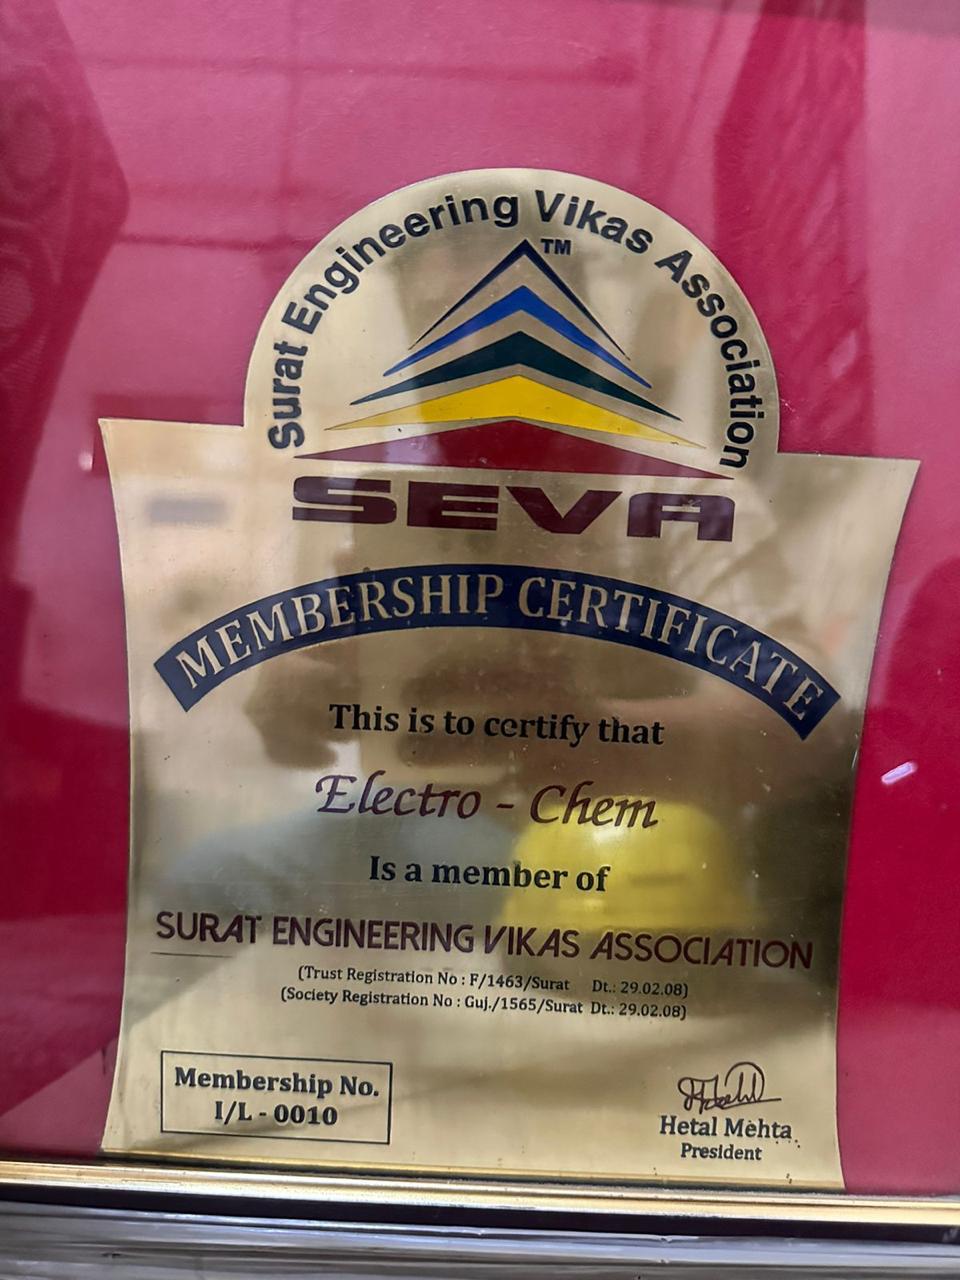 Surat Engineering Vikas Association
TM
SEVA
MEMBERSHIP CERTIFICATE
This is to certify that
Electro - Chem
Is a member of
SURAT ENGINEERING VIKAS ASSOCIATION
(Trust Registration No : F/1463/Surat Dt.: 29.02.08)
(Society Registration No : Guj./1565/Surat Dt.: 29.02.08)
Membership No.
I/L - 0010
Hetal Mehta
President